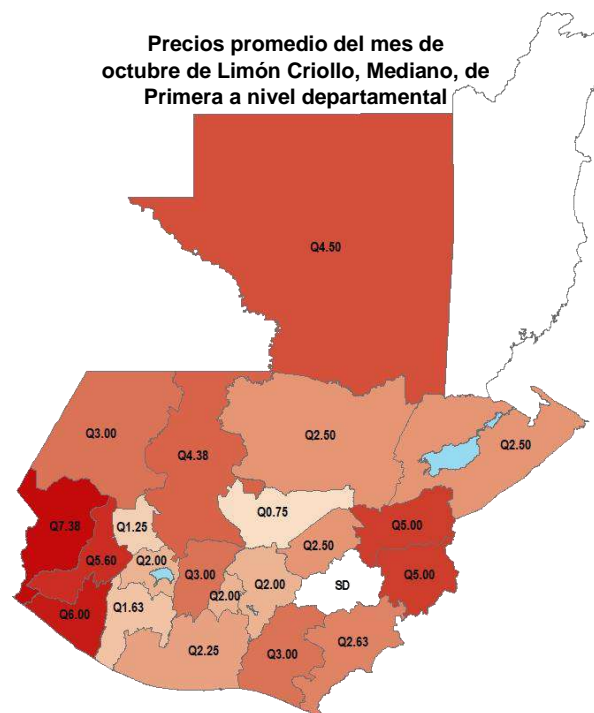 Precios promedio del mes de
octubre de Limón Criollo, Mediano, de
Primera a nivel departamental
Q4.50
Q3.00
Q4.38
Q2.50
Q2.50
Q7.38
Q1.25
Q0.75
Q5.00
Q5.60
Q2.00
Q3.00
Q2.50
Q2.00
Q2.00
SD
Q5.00
Q6.00
Q1.63
Q2.25
Q3.00
Q2.63